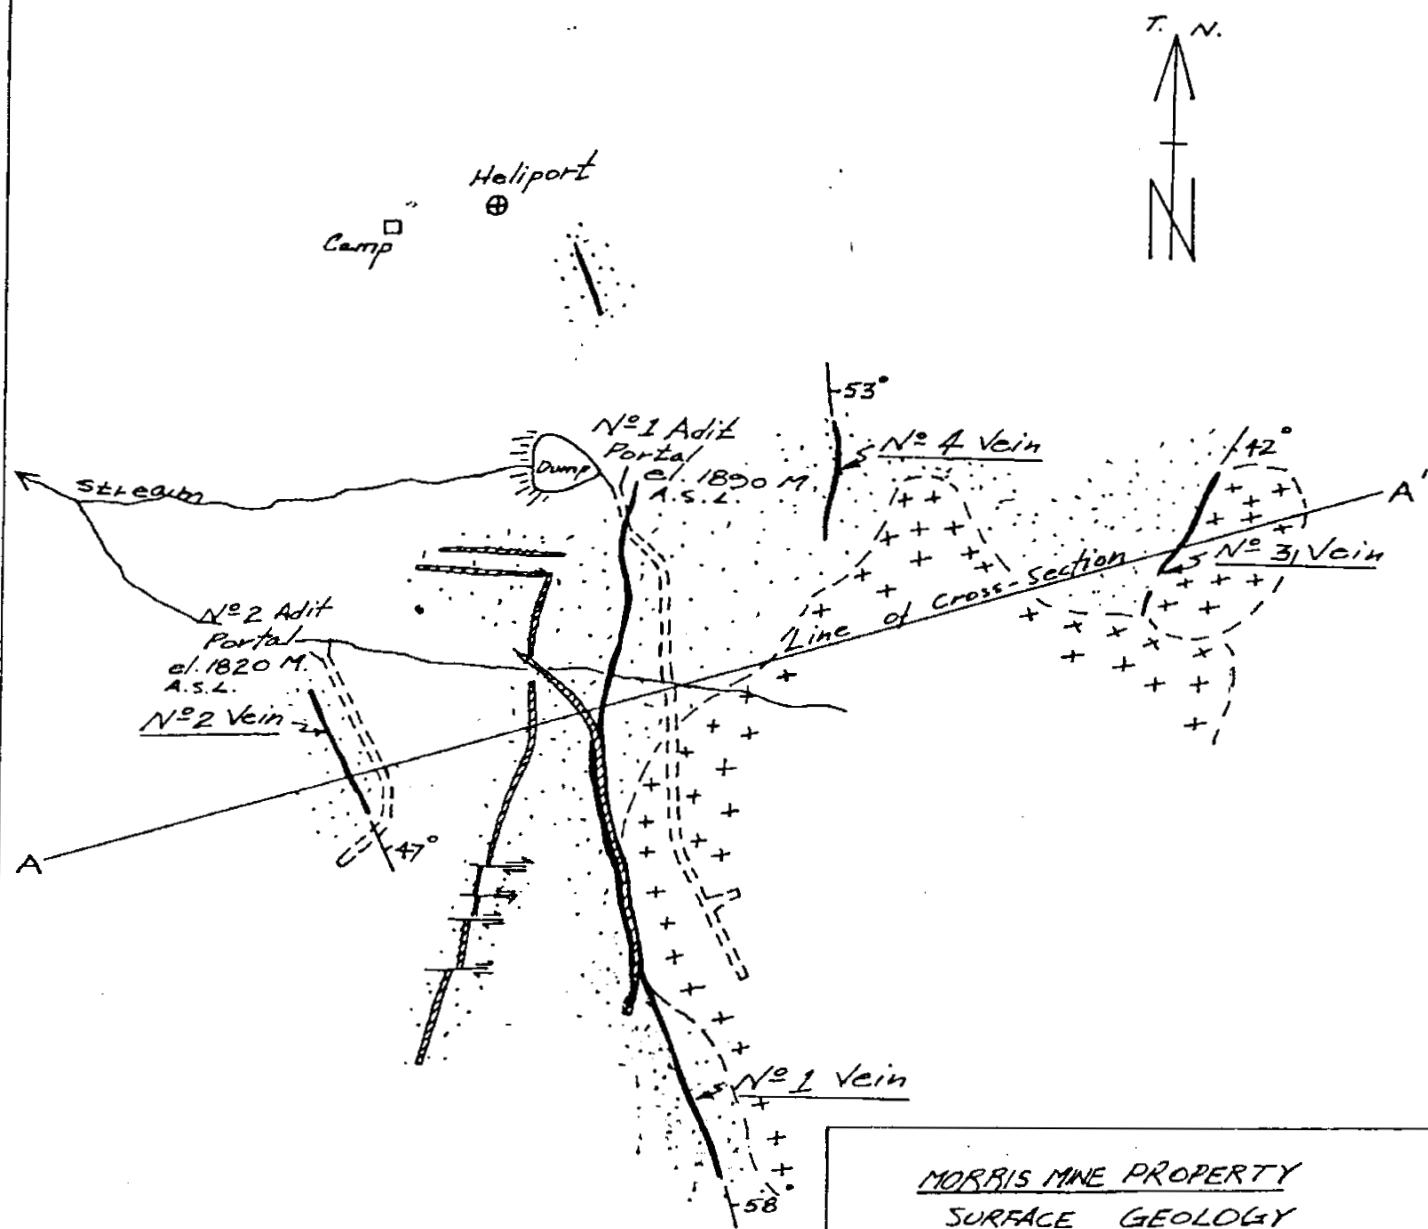 T. N.
N
Heliport
Camp
53°
Nº 1 Adit
Portal
el. 1890 M.
A.S.L.
Nº 4 Vein
42°
Dump
Stream
A'
Nº 3, Vein
Line of Cross-Section
Nº 2 Adit
Portal
el. 1820 M.
A.S.L.
Nº 2 Vein
47°
A
Nº 1 Vein
58°
MORRIS MINE PROPERTY
SURFACE GEOLOGY